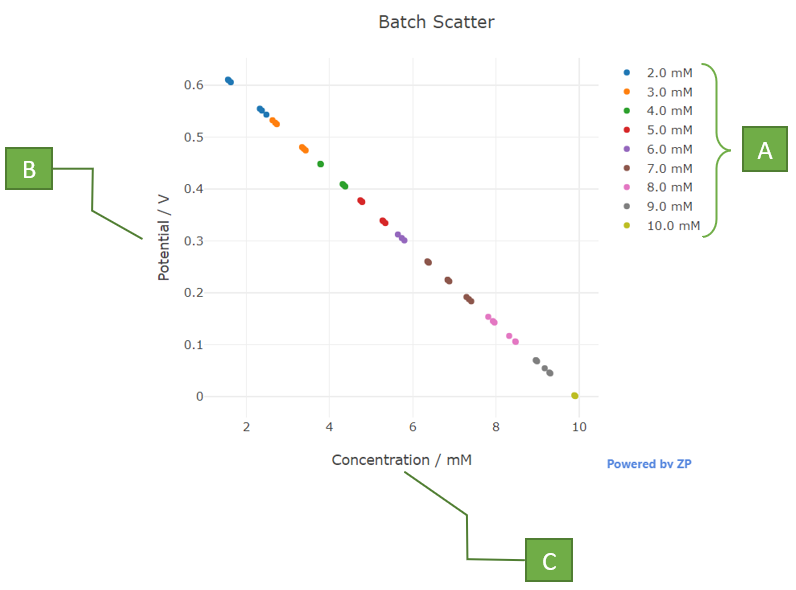 Batch Scatter
2.0 mM
3.0 mM
4.0 mM
5.0 mM
6.0 mM
7.0 mM
8.0 mM
9.0 mM
10.0 mM
A
B
Potential / V
0.6
0.5
0.4
0.3
0.2
0.1
0
2
4
6
8
10
Concentration / mM
Powered by ZP
C